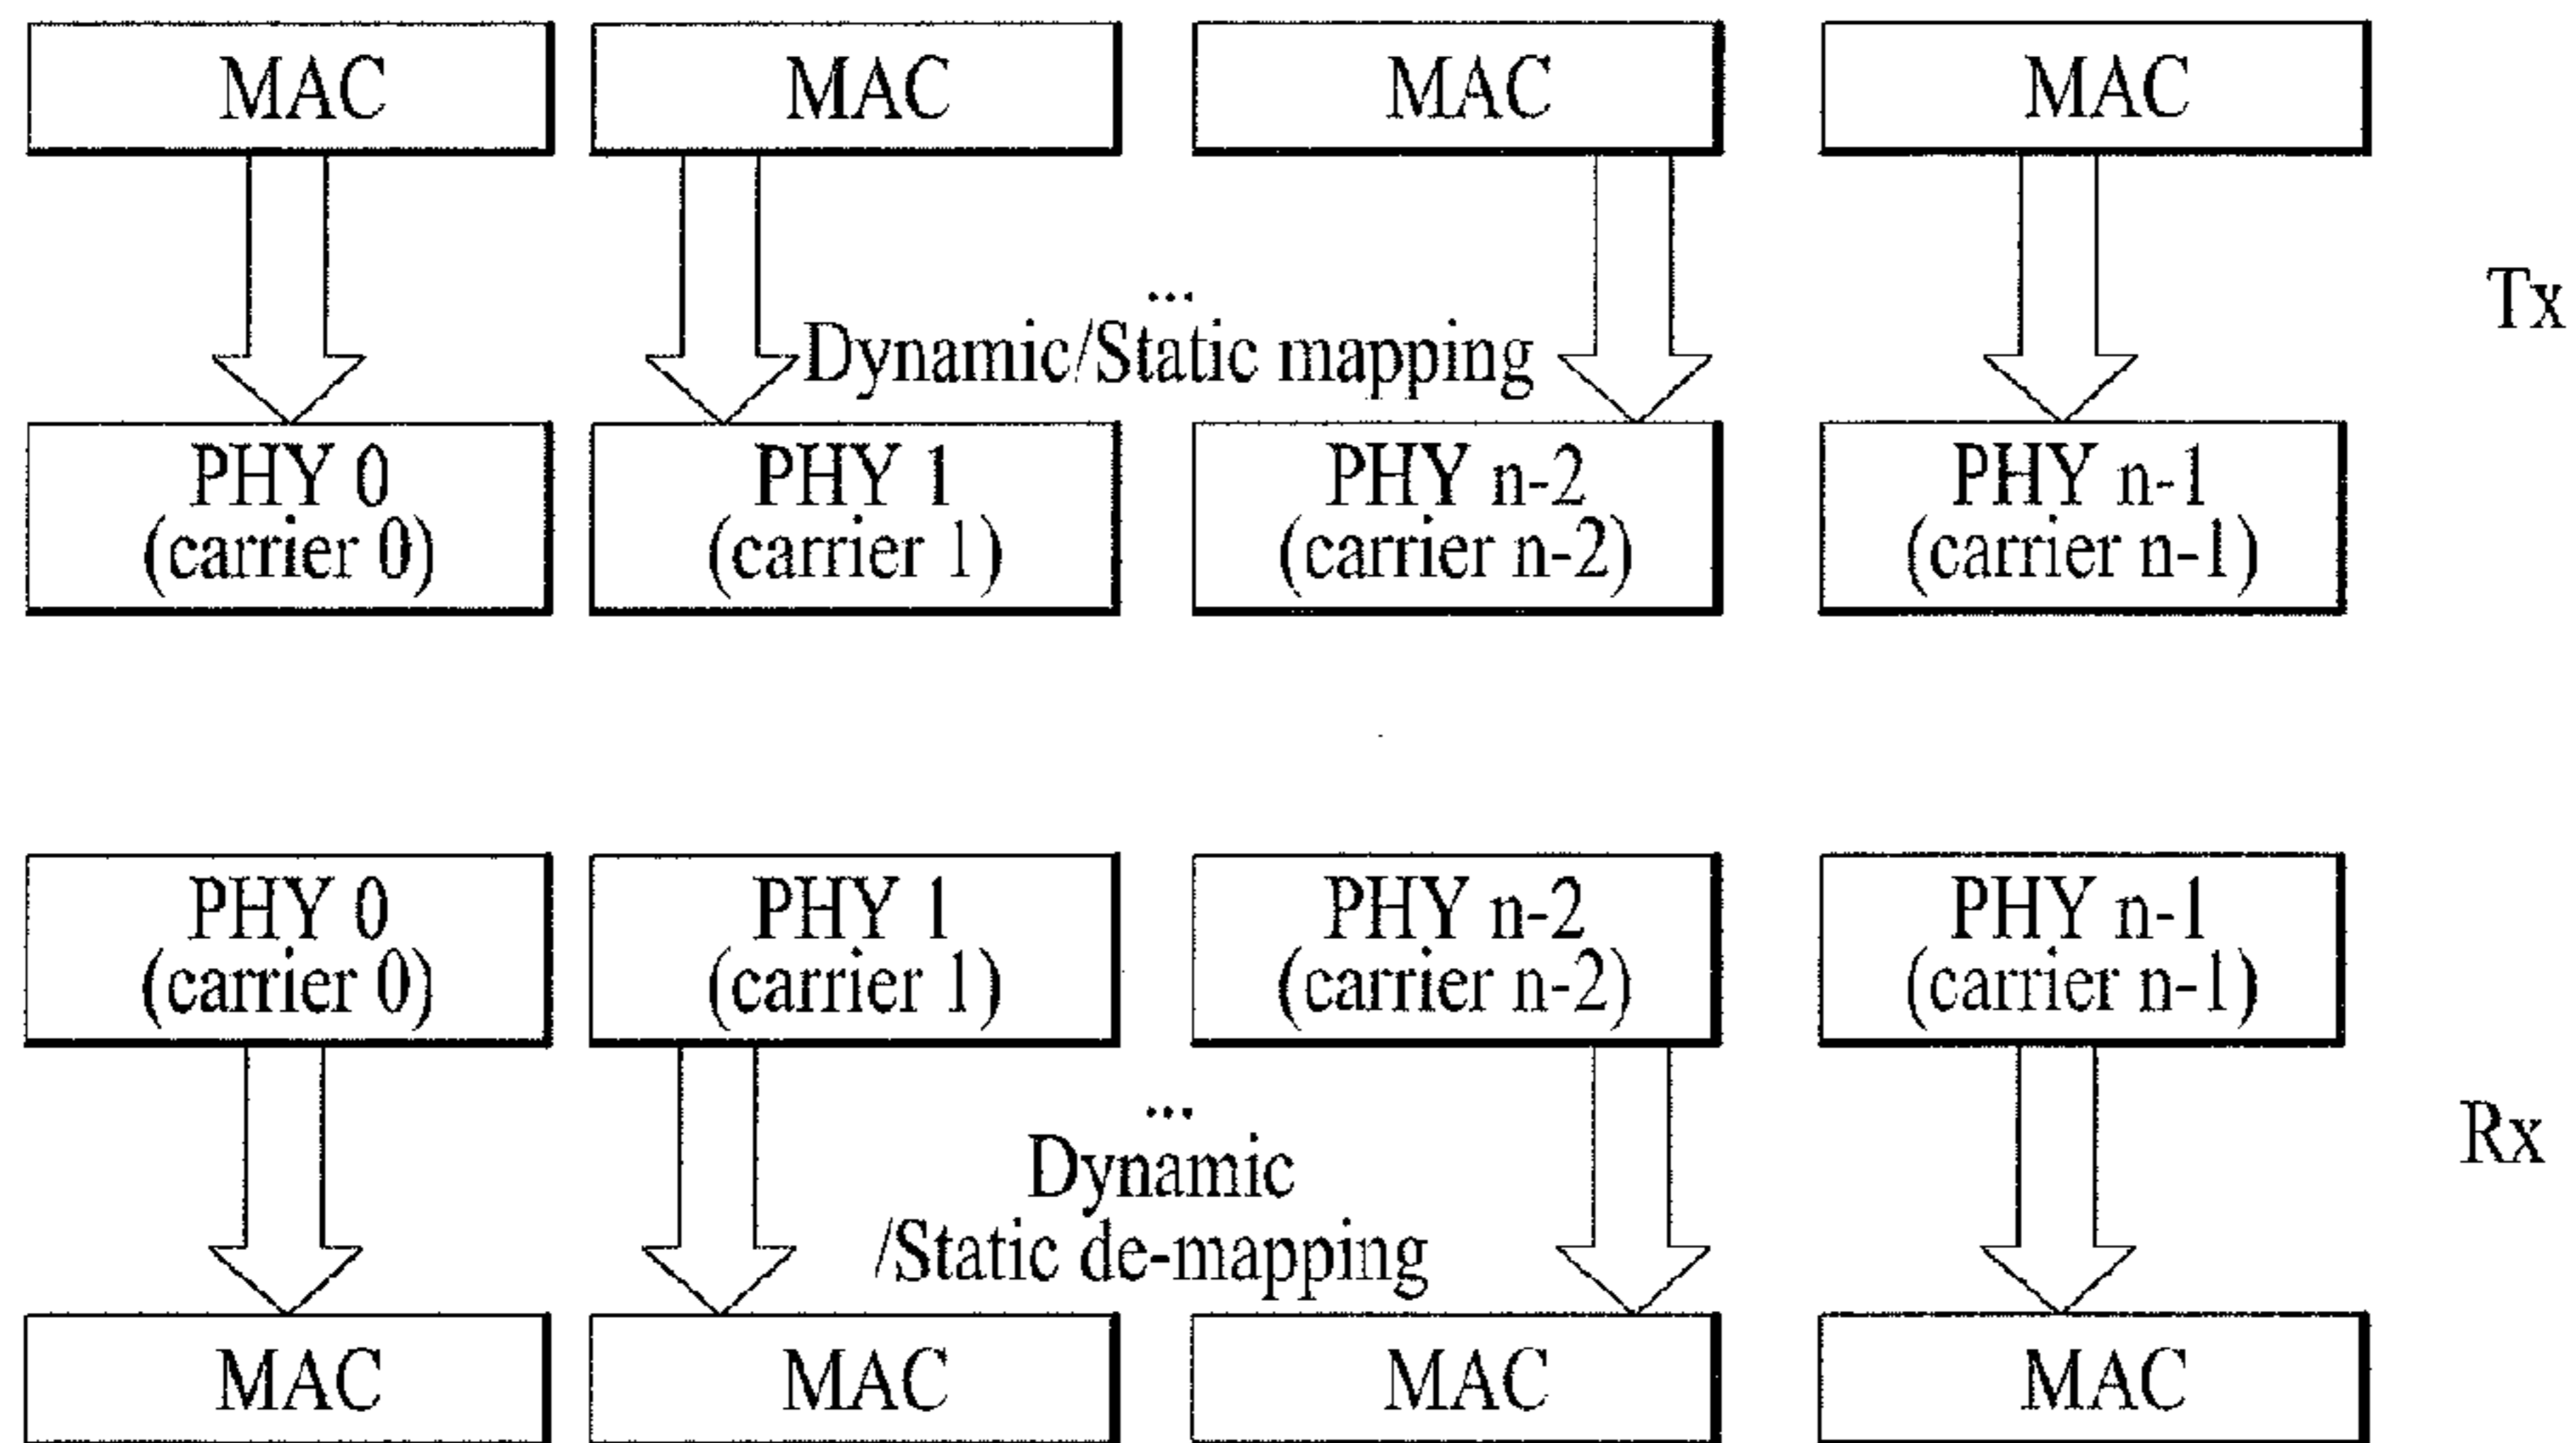 MAC MAC MAC MAC
...
Tx
Dynamic/Static mapping
PHY 0 PHY 1 PHY n-2 PHY n-1
(carrier 0) (carrier 1) (carrier n-2) (carrier n-1)
PHY 0 PHY 1 PHY n-2 PHY n-1
(carrier 0) (carrier 1) (carrier n-2) (carrier n-1)
...
Rx
Dynamic
/Static de-mapping
MAC MAC MAC MAC